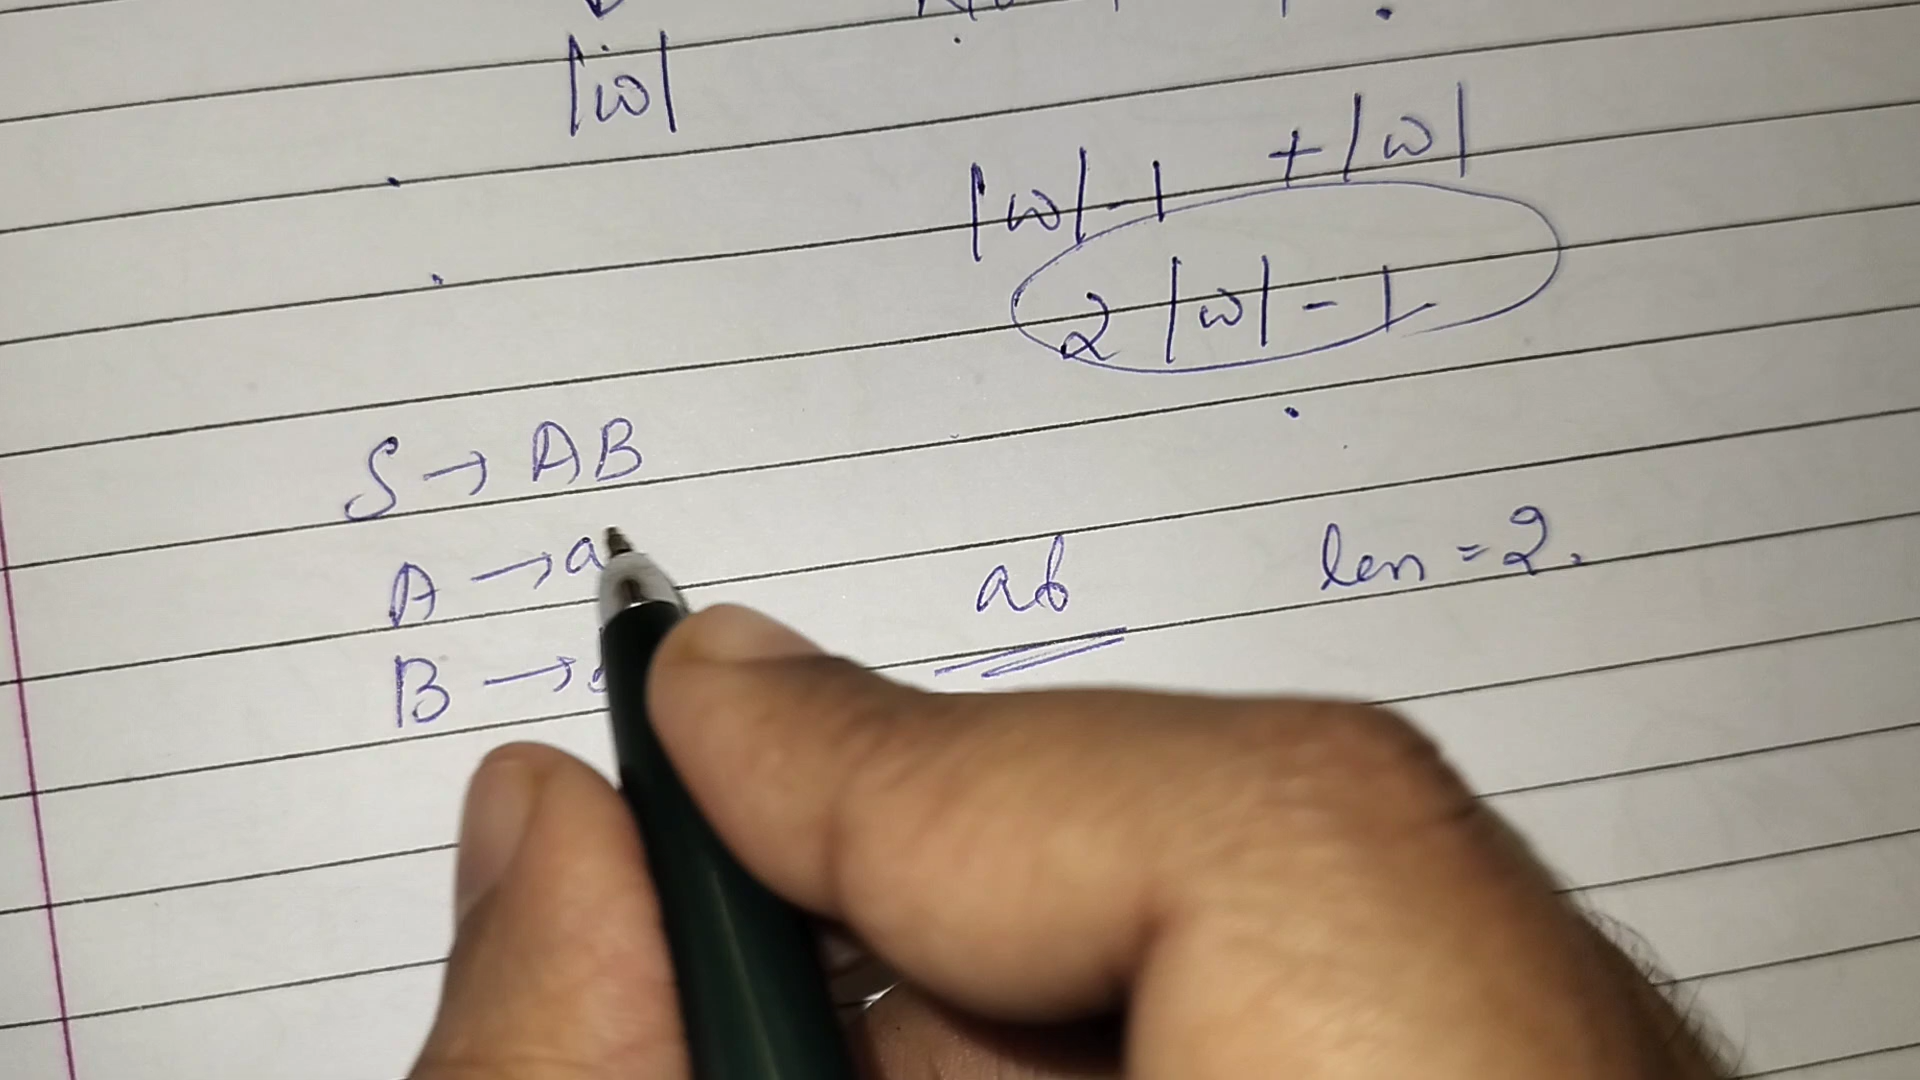 |w|
|w|-1 + |w|
2|w|-1
S → AB
A → a
ab len = 2.
B →